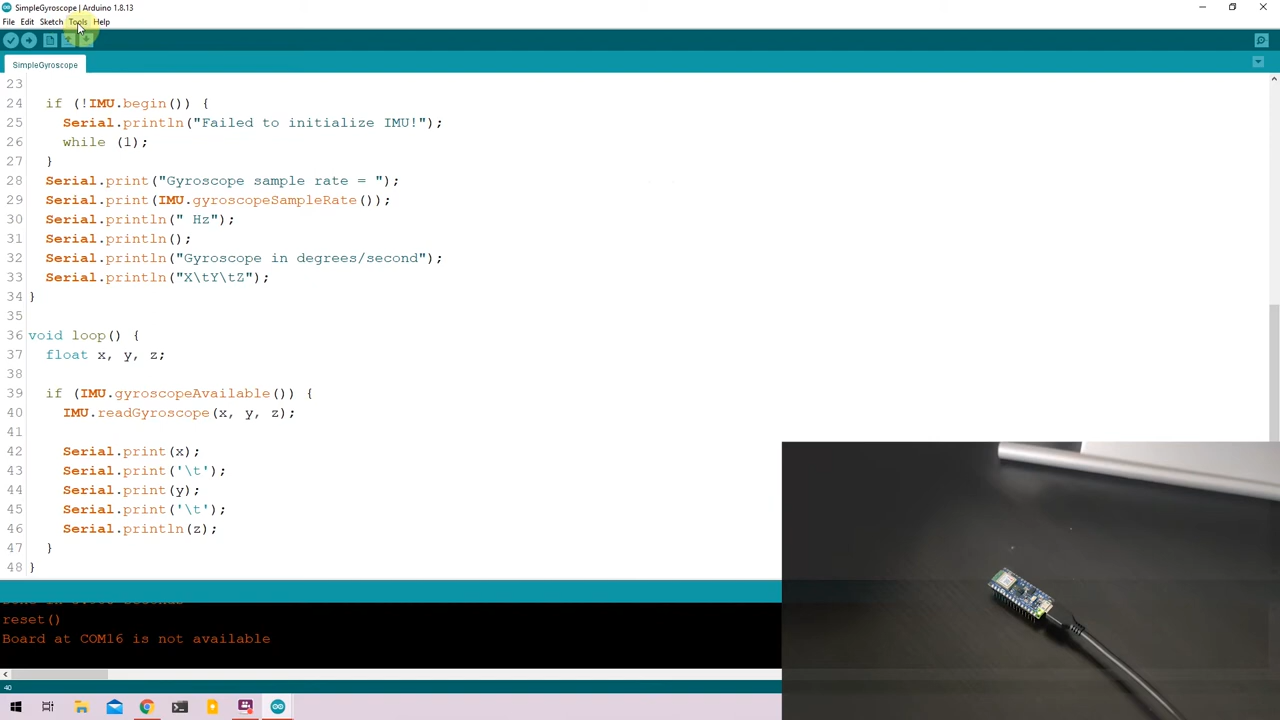 SimpleGyroscope | Arduino 1.8.13
File Edit Sketch Tools Help
SimpleGyroscope
23
24 if (!IMU.begin()) {
25 Serial.println("Failed to initialize IMU!");
26 while (1);
27 }
28 Serial.print("Gyroscope sample rate = ");
29 Serial.print(IMU.gyroscopeSampleRate());
30 Serial.println(" Hz");
31 Serial.println();
32 Serial.println("Gyroscope in degrees/second");
33 Serial.println("X\tY\tZ");
34 }
35
36 void loop() {
37 float x, y, z;
38
39 if (IMU.gyroscopeAvailable()) {
40 IMU.readGyroscope(x, y, z);
41
42 Serial.print(x);
43 Serial.print('\t');
44 Serial.print(y);
45 Serial.print('\t');
46 Serial.println(z);
47 }
48 }
reset()
Board at COM16 is not available
40